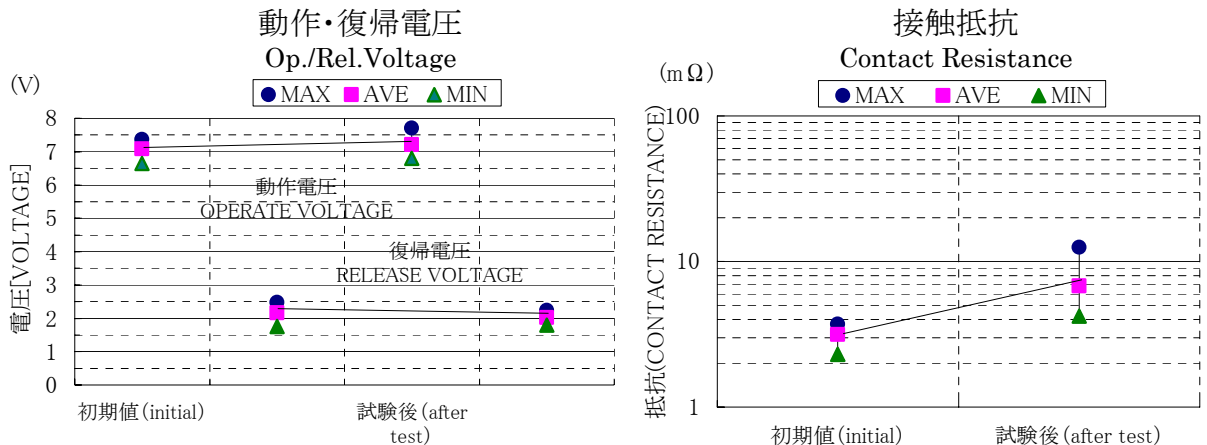 動作・復帰電圧
Op./Rel.Voltage
(V)
MAX AVE MIN
電圧[VOLTAGE]
8
7
6
5
4
3
2
1
0
動作電圧
OPERATE VOLTAGE
復帰電圧
RELEASE VOLTAGE
初期値(initial)
試験後(after
test)
接触抵抗
Contact Resistance
(mΩ)
MAX AVE MIN
抵抗(CONTACT RESISTANCE)
100
10
1
初期値(initial)
試験後(after test)